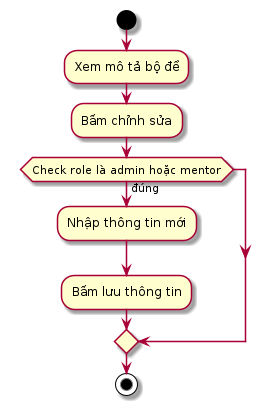 Xem mô tả bộ đề
Bấm chỉnh sửa
Check role là admin hoặc mentor
đúng
Nhập thông tin mới
Bấm lưu thông tin